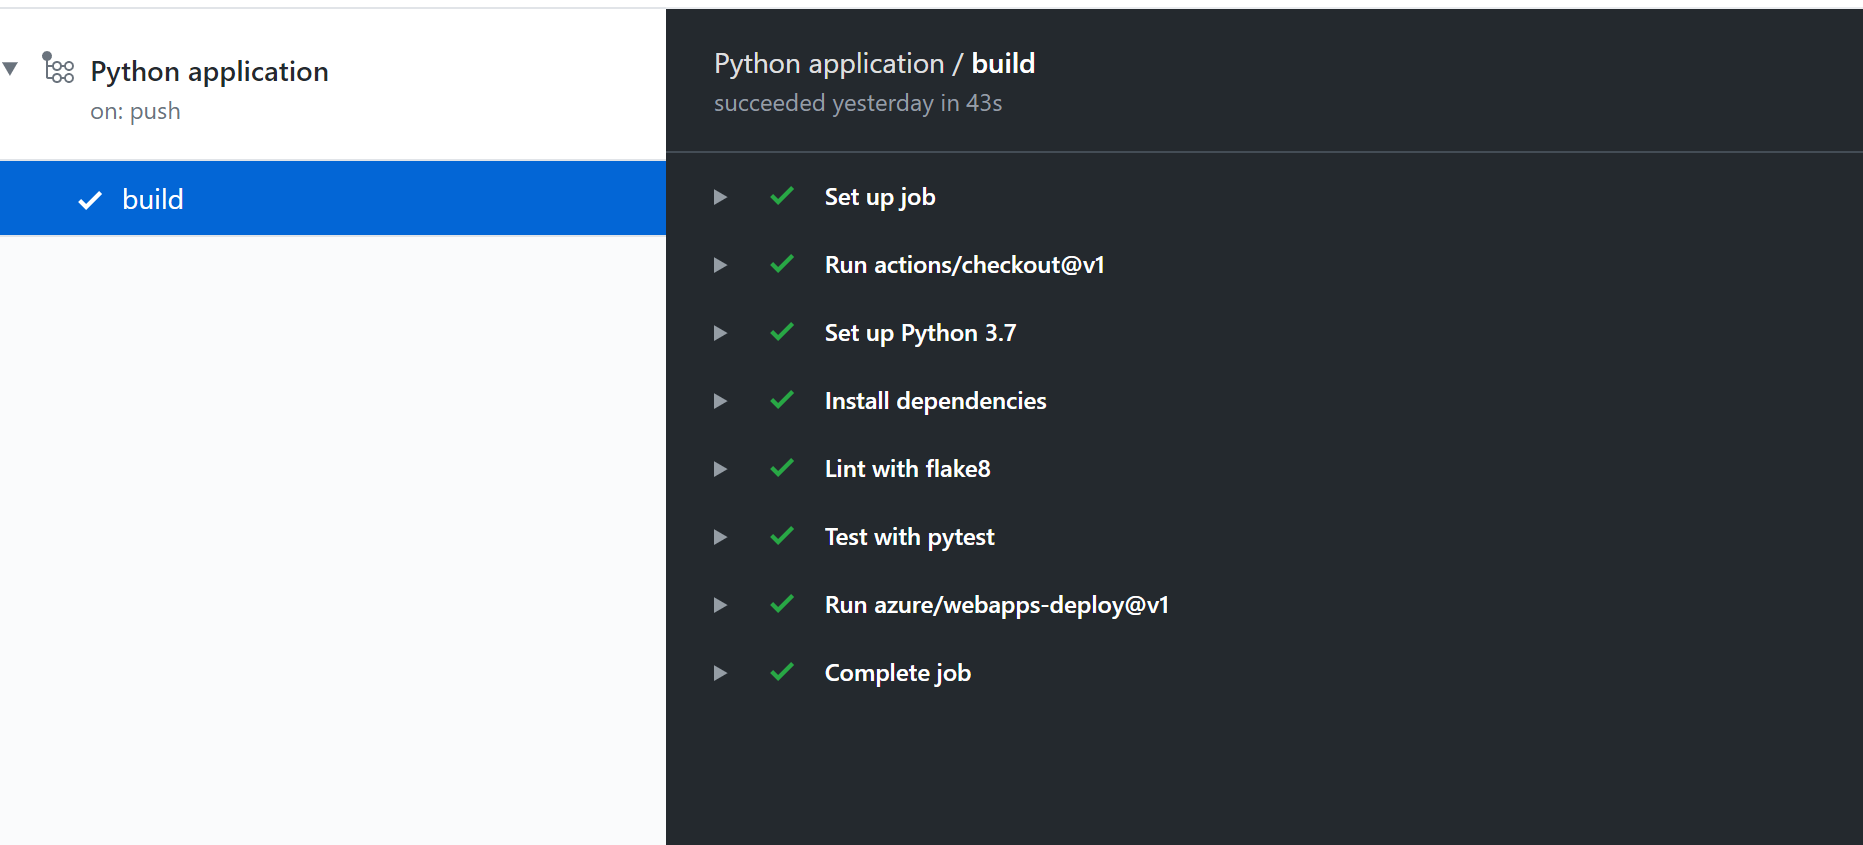 Python application
on: push
build
Python application / build
succeeded yesterday in 43s
Set up job
Run actions/checkout@v1
Set up Python 3.7
Install dependencies
Lint with flake8
Test with pytest
Run azure/webapps-deploy@v1
Complete job